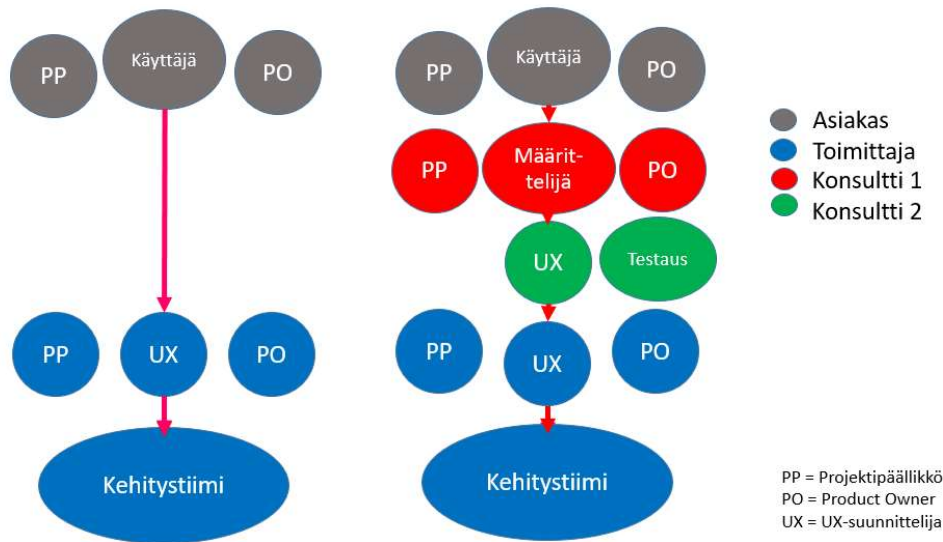 PP
Käyttäjä
PO
PP
UX
PO
Kehitystiimi
PP
Käyttäjä
PO
PP
Määrit-
telijä
PO
UX
Testaus
PP
UX
PO
Kehitystiimi
Asiakas
Toimittaja
Konsultti 1
Konsultti 2
PP = Projektipäällikkö
PO = Product Owner
UX = UX-suunnittelija